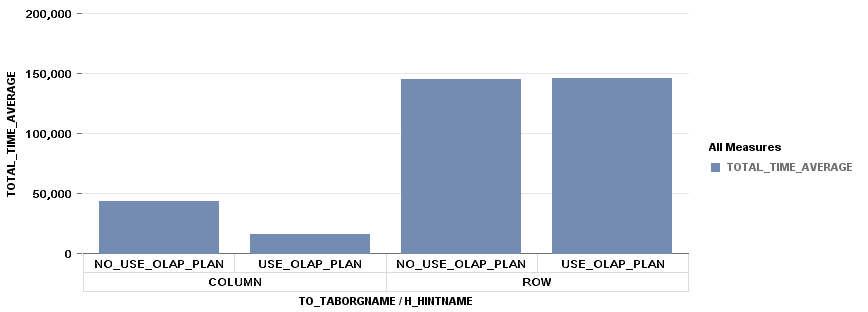 200,000
150,000
100,000
50,000
0
TOTAL_TIME_AVERAGE
NO_USE_OLAP_PLAN USE_OLAP_PLAN NO_USE_OLAP_PLAN USE_OLAP_PLAN
COLUMN ROW
TO_TABORGNAME / H_HINTNAME
All Measures
TOTAL_TIME_AVERAGE